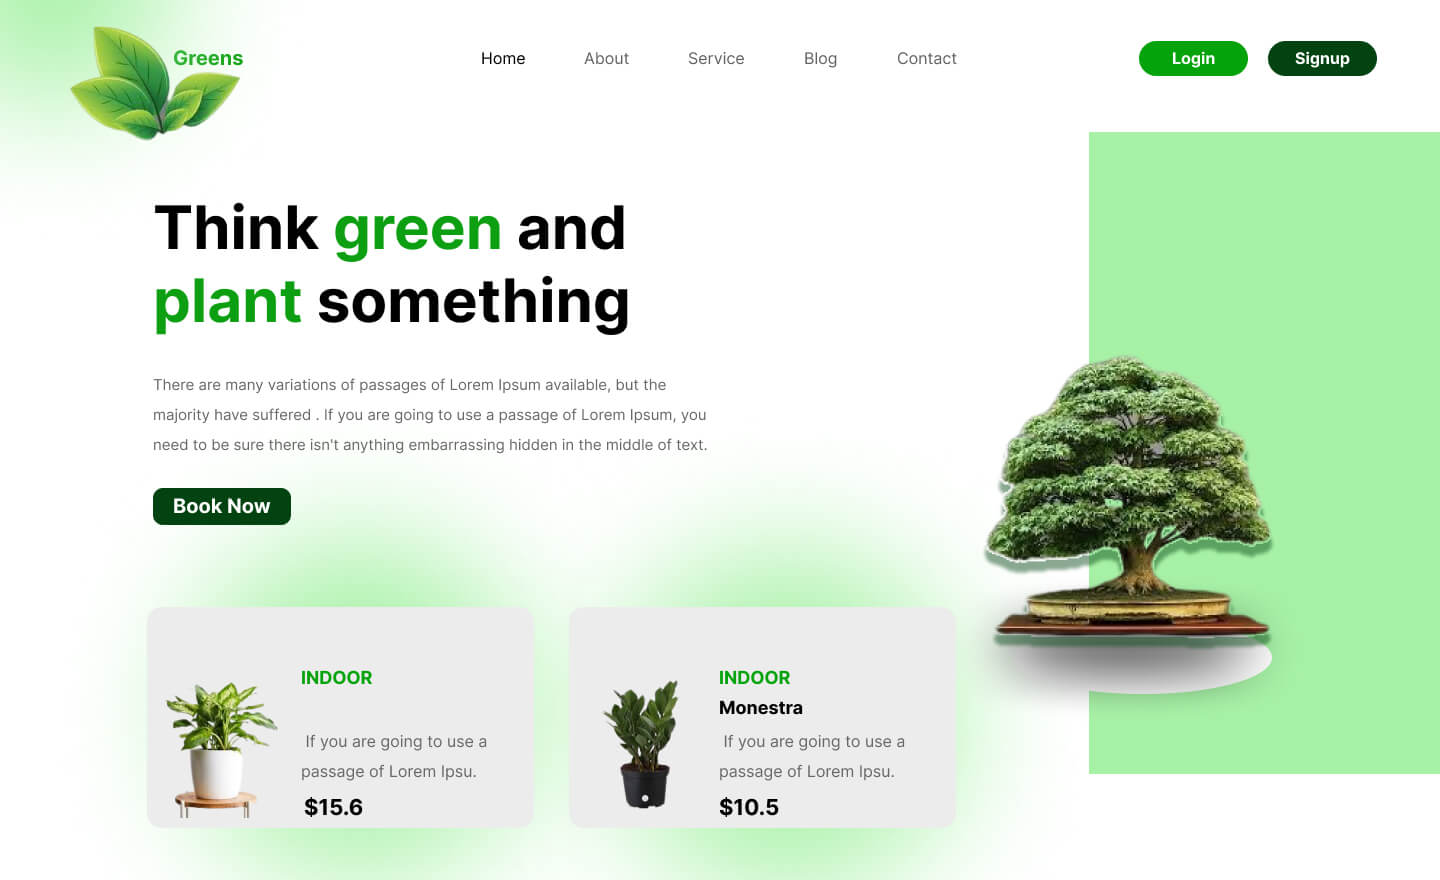 Greens
Home About Service Blog Contact
Login Signup
Think green and
plant something
There are many variations of passages of Lorem Ipsum available, but the
majority have suffered . If you are going to use a passage of Lorem Ipsum, you
need to be sure there isn't anything embarrassing hidden in the middle of text.
Book Now
INDOOR
If you are going to use a
passage of Lorem Ipsu.
$15.6
INDOOR
Monestra
If you are going to use a
passage of Lorem Ipsu.
$10.5